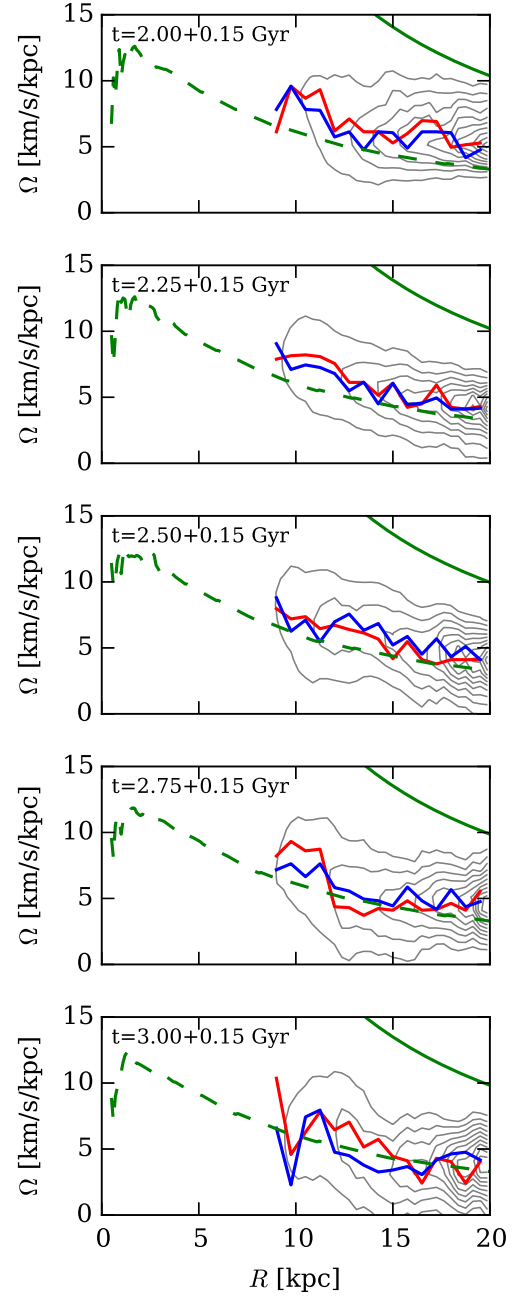 15
t=2.00+0.15 Gyr
10
5
0
Ω [km/s/kpc]
15
t=2.25+0.15 Gyr
10
5
0
Ω [km/s/kpc]
15
t=2.50+0.15 Gyr
10
5
0
Ω [km/s/kpc]
15
t=2.75+0.15 Gyr
10
5
0
Ω [km/s/kpc]
15
t=3.00+0.15 Gyr
10
5
0
Ω [km/s/kpc]
0 5 10 15 20
R [kpc]